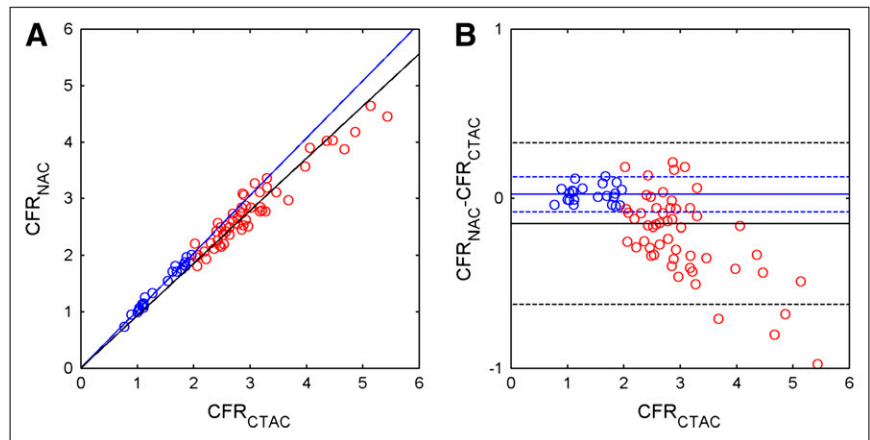 A
6
5
4
3
2
1
0
0 1 2 3 4 5 6
CFR_NAC
CFR_CTAC
B
1
0
-1
0 1 2 3 4 5 6
CFR_NAC-CFR_CTAC
CFR_CTAC